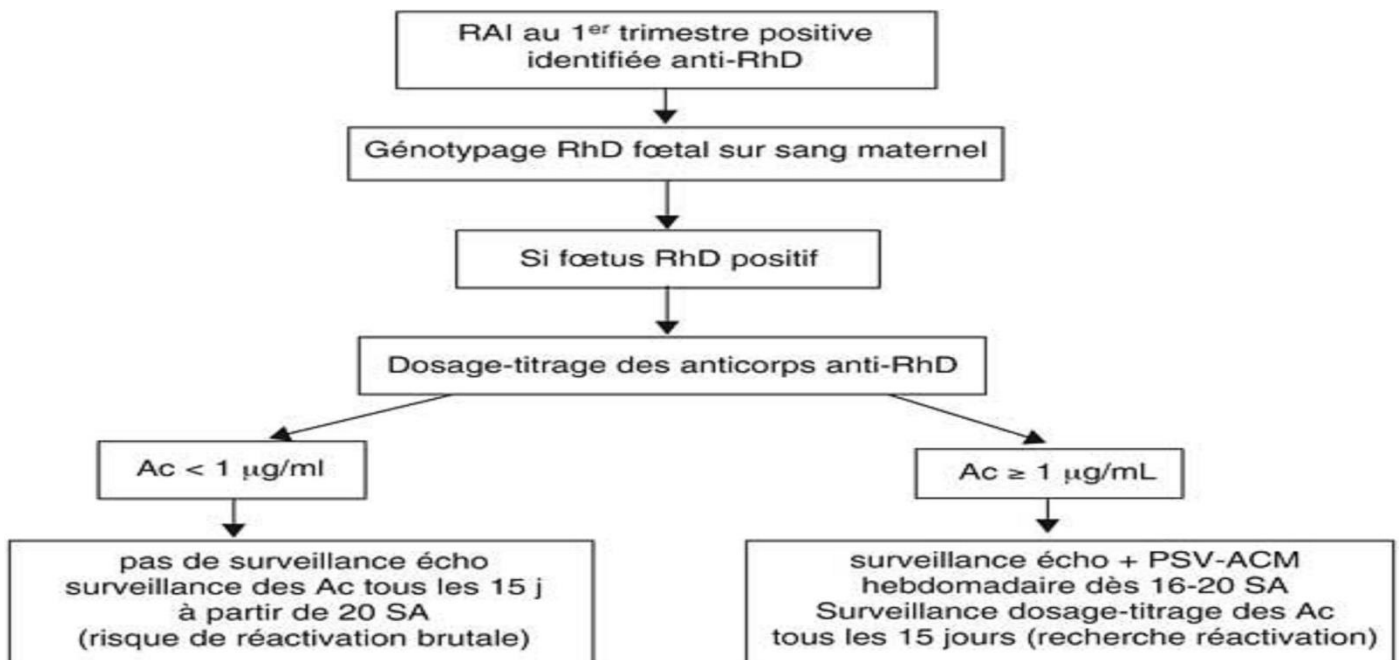 RAI au 1er trimestre positive
identifiée anti-RhD
Génotypage RhD fœtal sur sang maternel
Si fœtus RhD positif
Dosage-titrage des anticorps anti-RhD
Ac < 1 μg/ml
Ac ≥ 1 μg/mL
pas de surveillance écho
surveillance des Ac tous les 15 j
à partir de 20 SA
(risque de réactivation brutale)
surveillance écho + PSV-ACM
hebdomadaire dès 16-20 SA
Surveillance dosage-titrage des Ac
tous les 15 jours (recherche réactivation)